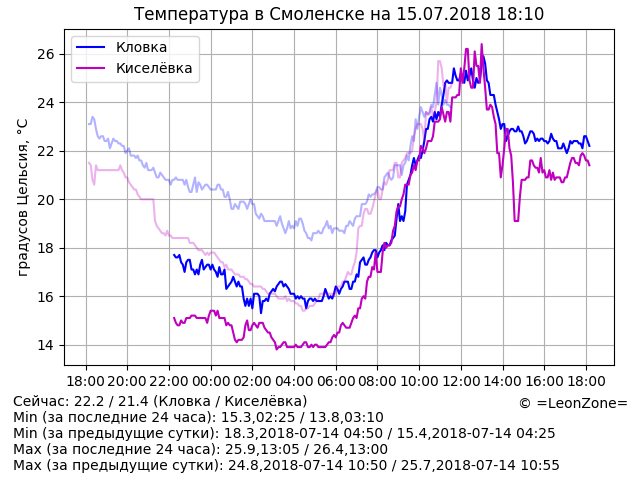 Температура в Смоленске на 15.07.2018 18:10
Кловка
Киселёвка
градусов Цельсия, °C
26
24
22
20
18
16
14
18:00 20:00 22:00 00:00 02:00 04:00 06:00 08:00 10:00 12:00 14:00 16:00 18:00
Сейчас: 22.2 / 21.4 (Кловка / Киселёвка)
© =LeonZone=
Min (за последние 24 часа): 15.3,02:25 / 13.8,03:10
Min (за предыдущие сутки): 18.3,2018-07-14 04:50 / 15.4,2018-07-14 04:25
Max (за последние 24 часа): 25.9,13:05 / 26.4,13:00
Max (за предыдущие сутки): 24.8,2018-07-14 10:50 / 25.7,2018-07-14 10:55